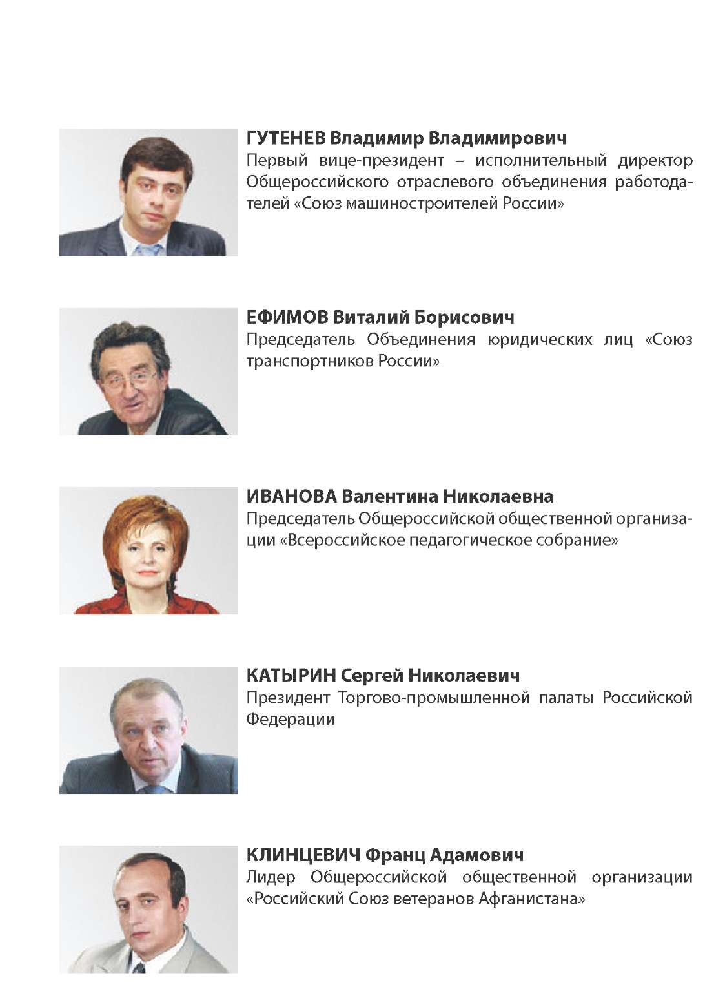 ГУТЕНЕВ Владимир Владимирович
Первый вице-президент – исполнительный директор
Общероссийского отраслевого объединения работода-
телей «Союз машиностроителей России»
ЕФИМОВ Виталий Борисович
Председатель Объединения юридических лиц «Союз
транспортников России»
ИВАНОВА Валентина Николаевна
Председатель Общероссийской общественной организа-
ции «Всероссийское педагогическое собрание»
КАТЫРИН Сергей Николаевич
Президент Торгово-промышленной палаты Российской
Федерации
КЛИНЦЕВИЧ Франц Адамович
Лидер Общероссийской общественной организации
«Российский Союз ветеранов Афганистана»